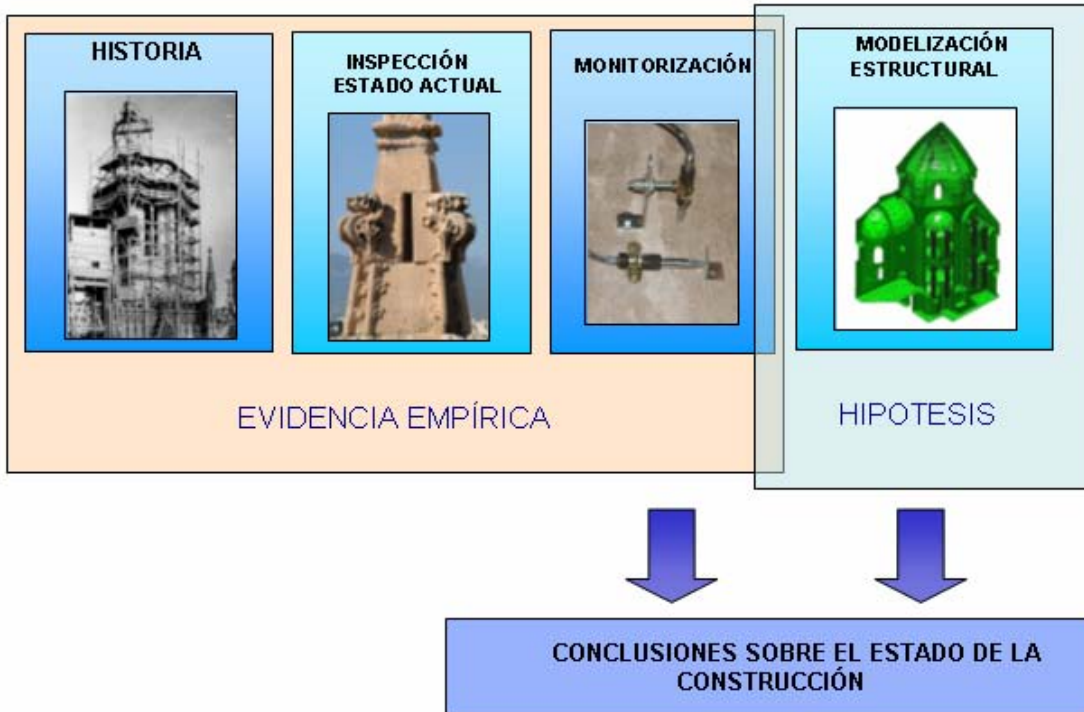 HISTORIA
INSPECCIÓN
ESTADO ACTUAL
MONITORIZACIÓN
MODELIZACIÓN
ESTRUCTURAL
EVIDENCIA EMPÍRICA
HIPOTESIS
CONCLUSIONES SOBRE EL ESTADO DE LA
CONSTRUCCIÓN